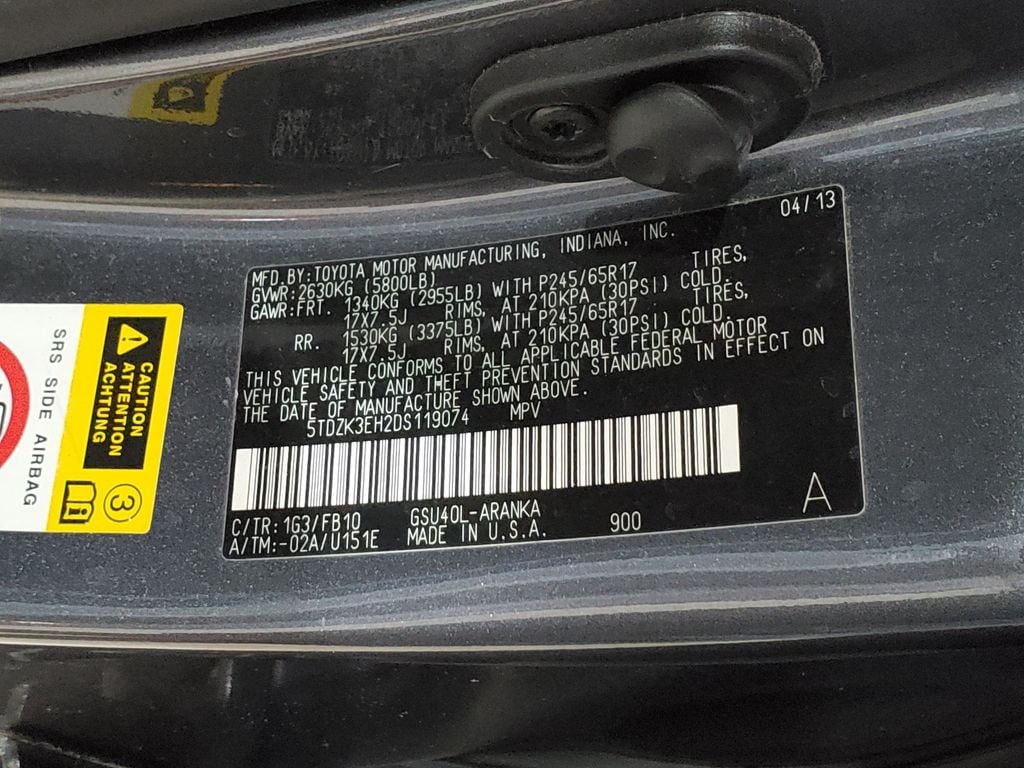 04/13
MFD.BY:TOYOTA MOTOR MANUFACTURING, INDIANA, INC.
GVWR:2630KG (5800LB)
GAWR:FRT. 1340KG (2955LB) WITH P245/65R17 TIRES,
17X7.5J RIMS, AT 210KPA (30PSI) COLD.
RR. 1530KG (3375LB) WITH P245/65R17 TIRES,
17X7.5J RIMS, AT 210KPA (30PSI) COLD.
THIS VEHICLE CONFORMS TO ALL APPLICABLE FEDERAL MOTOR
VEHICLE SAFETY AND THEFT PREVENTION STANDARDS IN EFFECT ON
THE DATE OF MANUFACTURE SHOWN ABOVE.
5TDZK3EH2DS119074 MPV
C/TR:1G3/FB10 GSU40L-ARANKA
A/TM:-02A/U151E MADE IN U.S.A. 900
A
CAUTION
ATTENTION
ACHTUNG
3
SRS SIDE AIRBAG